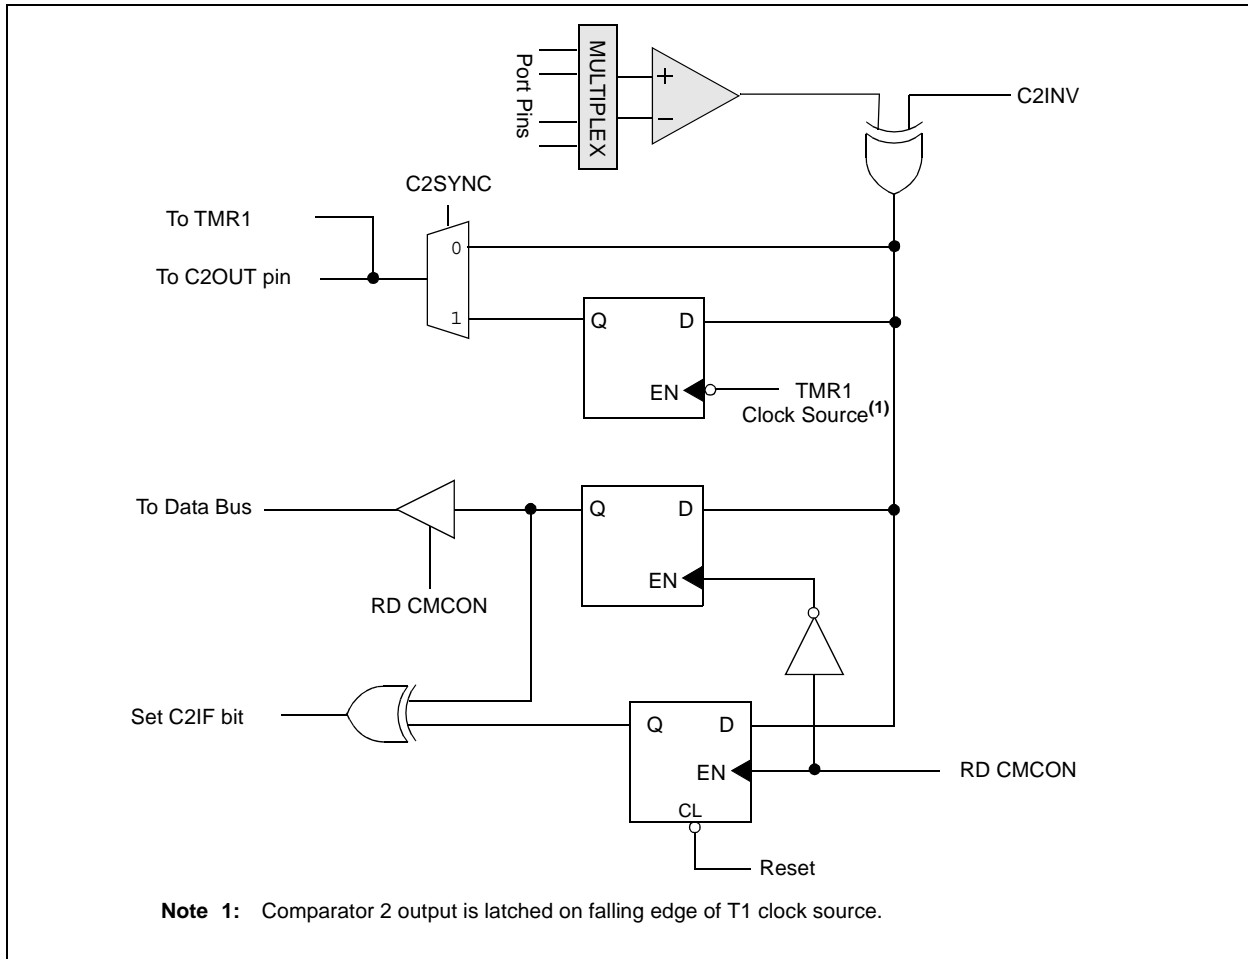 MULTIPLEX
Port Pins
+
–
C2INV
C2SYNC
To TMR1
0
To C2OUT pin
1
Q D
EN
TMR1
Clock Source(1)
To Data Bus
Q D
EN
RD CMCON
Set C2IF bit
Q D
EN
RD CMCON
CL
Reset
Note 1: Comparator 2 output is latched on falling edge of T1 clock source.